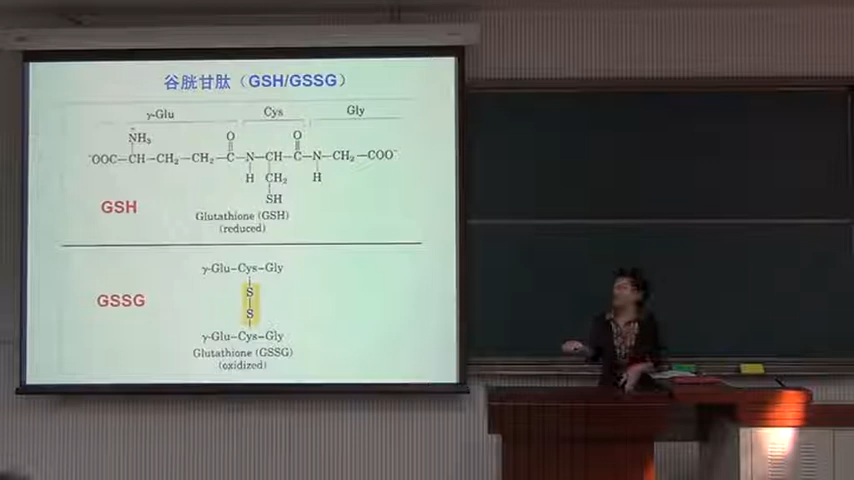 谷胱甘肽（GSH/GSSG）
γ-Glu Cys Gly
NH₃ O O
⁻OOC—CH—CH₂—CH₂—C—N—CH—C—N—CH₂—COO⁻
H CH₂ H
SH
GSH
Glutathione (GSH)
(reduced)
γ-Glu—Cys—Gly
S
GSSG
S
γ-Glu—Cys—Gly
Glutathione (GSSG)
(oxidized)